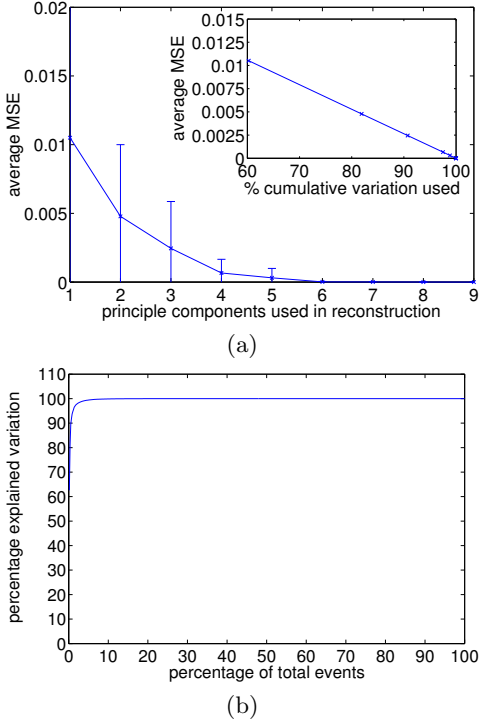 0.02
0.015
0.01
0.005
0
average MSE
1 2 3 4 5 6 7 8 9
principle components used in reconstruction
0.015
0.0125
0.01
0.0075
0.005
0.0025
0
average MSE
60 70 80 90 100
% cumulative variation used
(a)
110
100
90
80
70
60
50
40
30
20
10
0
percentage explained variation
0 10 20 30 40 50 60 70 80 90 100
percentage of total events
(b)